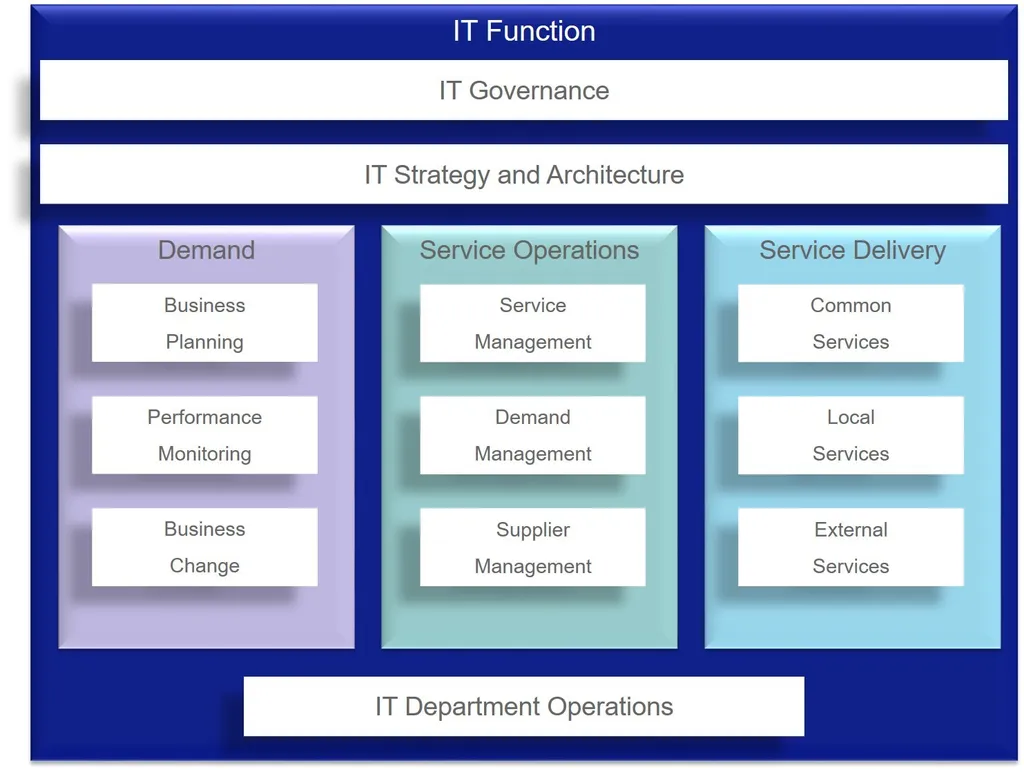 IT Function
IT Governance
IT Strategy and Architecture
Demand
Business
Planning
Performance
Monitoring
Business
Change
Service Operations
Service
Management
Demand
Management
Supplier
Management
Service Delivery
Common
Services
Local
Services
External
Services
IT Department Operations